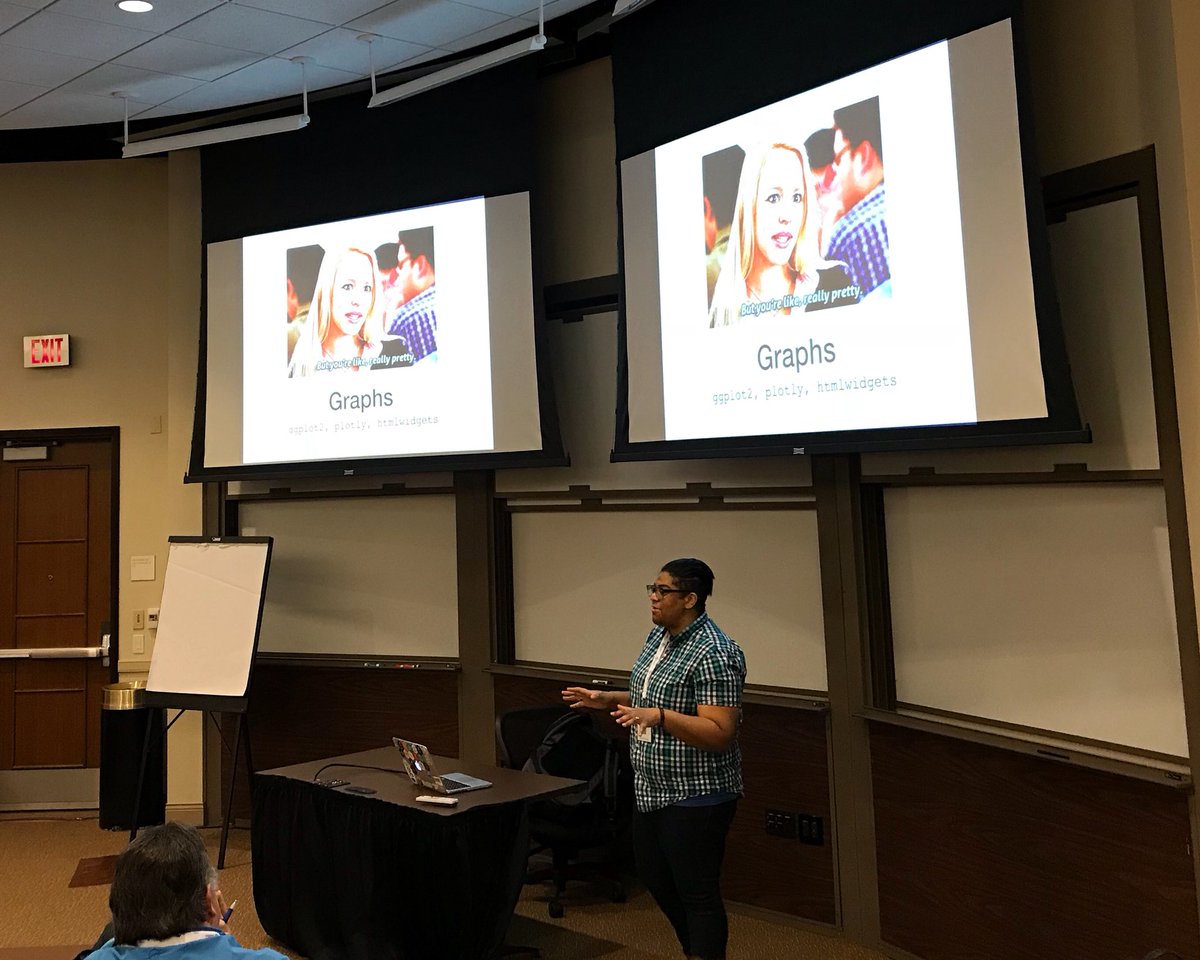 EXIT
But you're like, really pretty.
Graphs
ggplot2, plotly, htmlwidgets
But you're like, really pretty.
Graphs
ggplot2, plotly, htmlwidgets